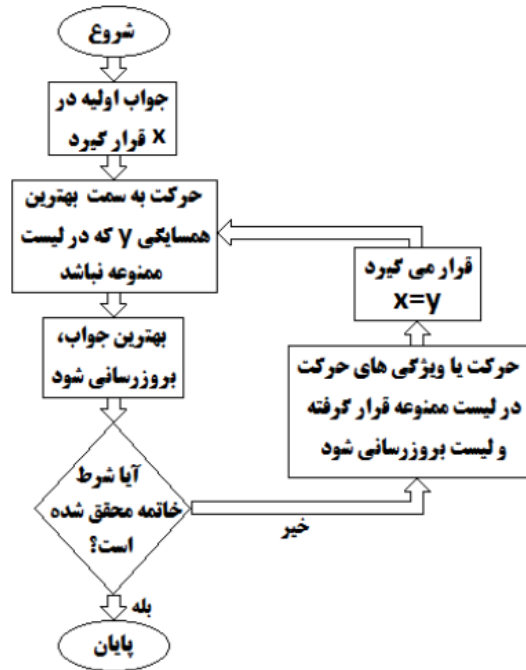 شروع
جواب اولیه در
x قرار گیرد
حرکت به سمت بهترین
همسایگی y که در لیست
ممنوعه نباشد
بهترین جواب،
بروزرسانی شود
آیا شرط
خاتمه محقق شده
است؟
خیر
حرکت یا ویژگی های حرکت
در لیست ممنوعه قرار گرفته
و لیست بروزرسانی شود
قرار می گیرد
x=y
بله
پایان